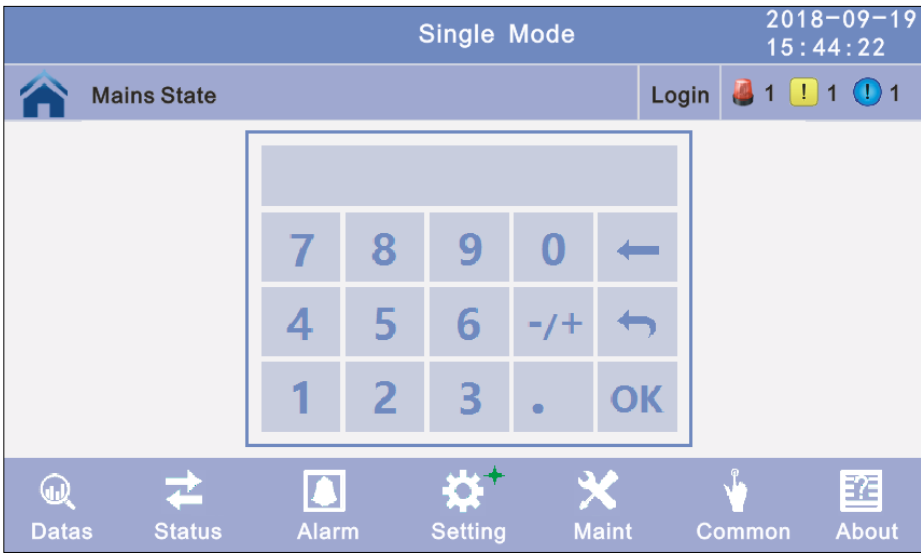 Single Mode
2018-09-19
15:44:22
Mains State
Login
1
! 1
! 1
7 8 9 0
4 5 6 -/+
1 2 3 . OK
Datas Status Alarm Setting Maint Common About